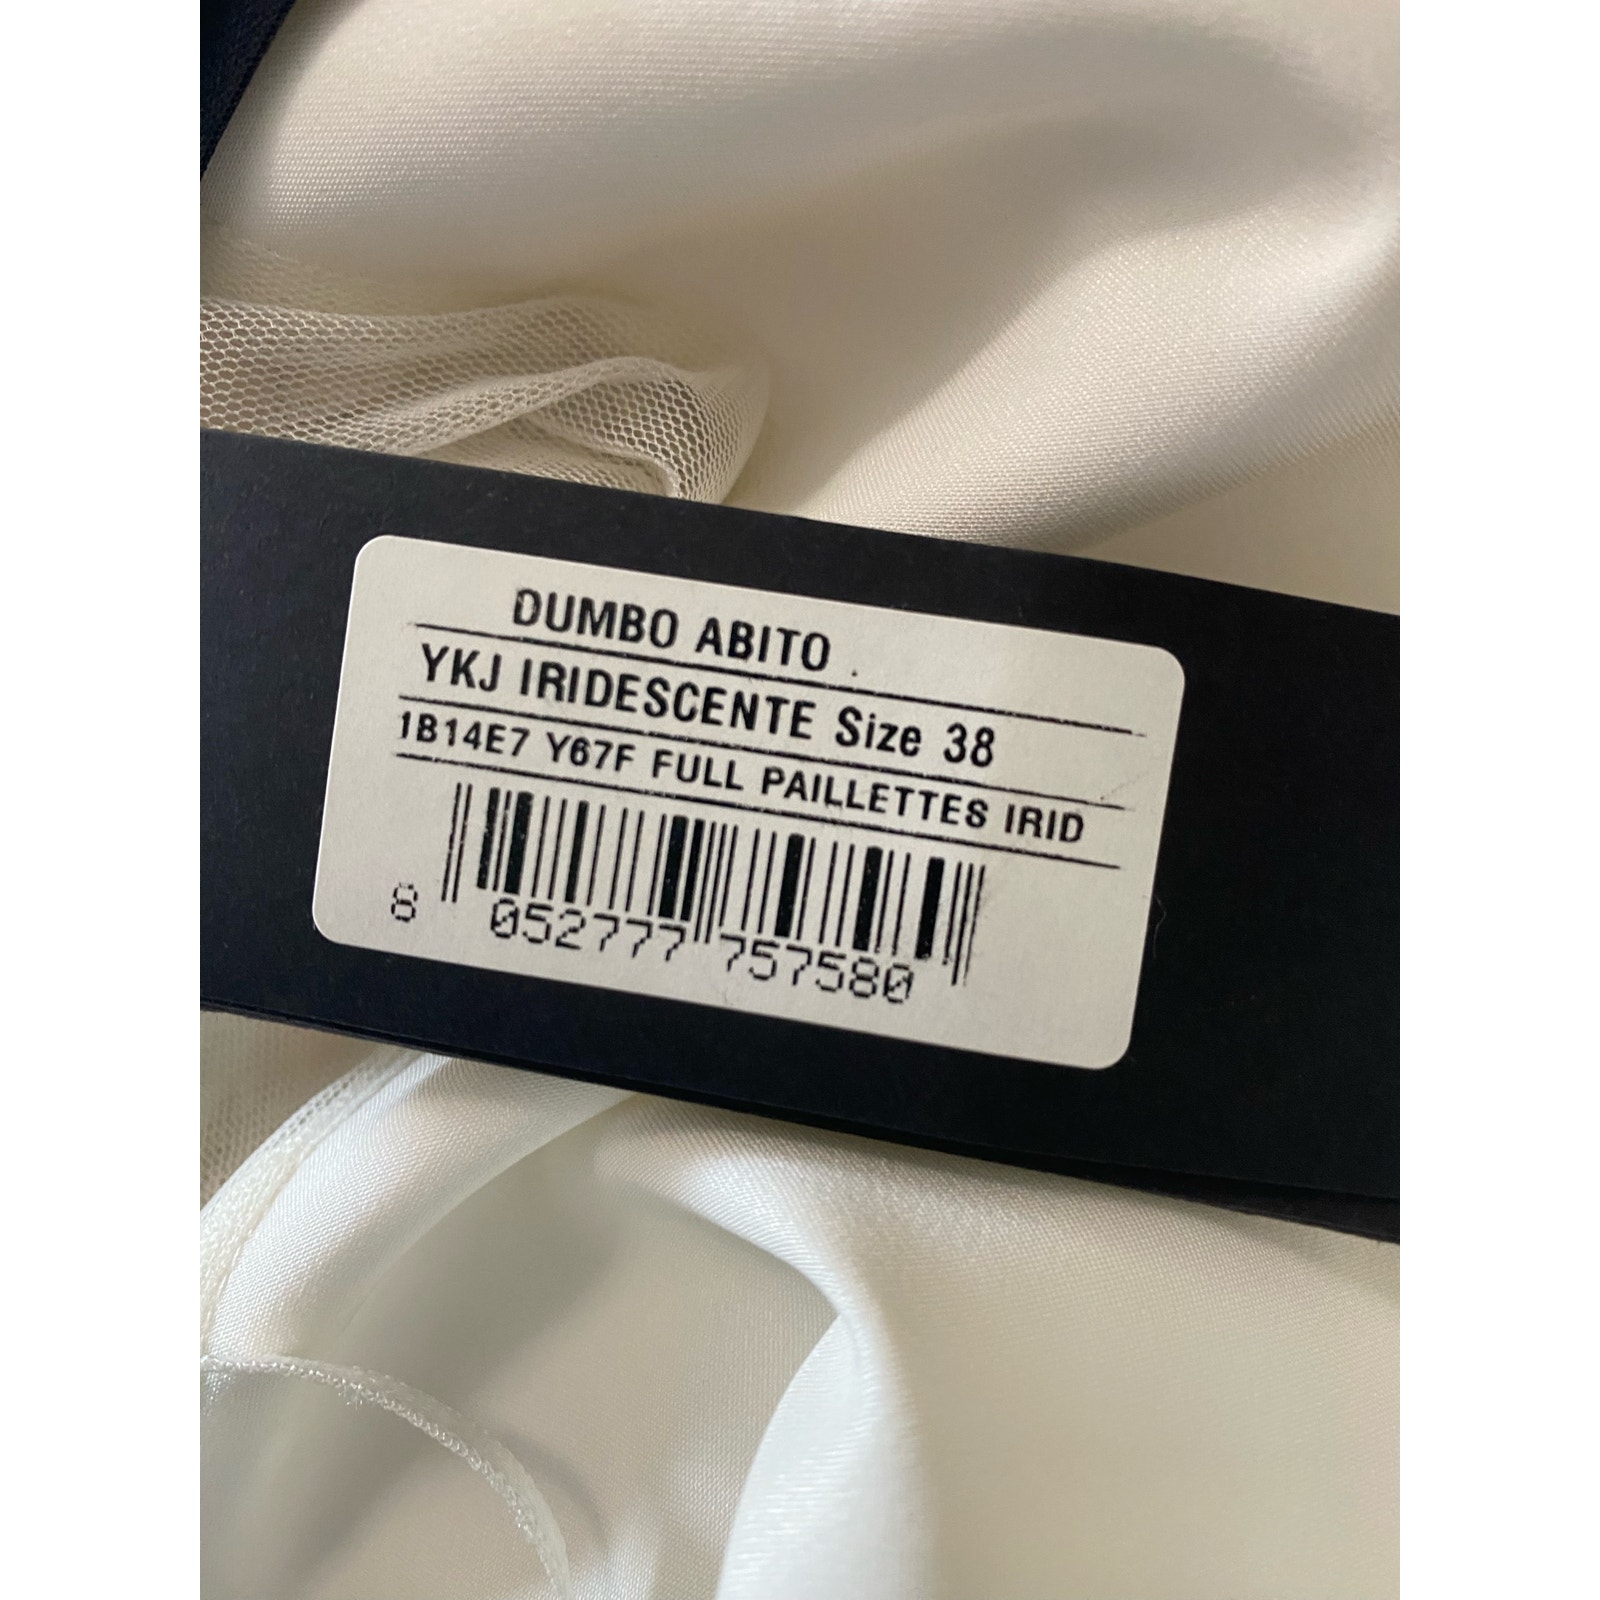 DUMBO ABITO
YKJ IRIDESCENTE Size 38
1B14E7 Y67F FULL PAILLETTES IRID
8 052777 757580